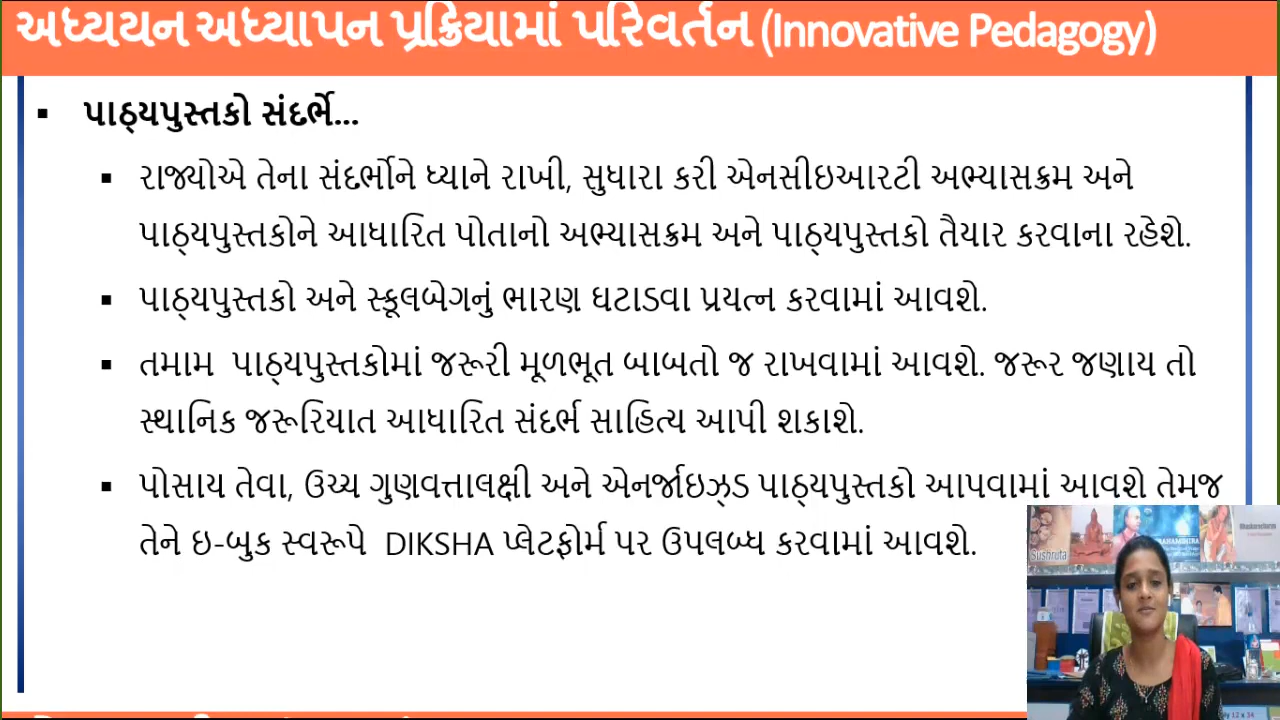 અધ્યયન અધ્યાપન પ્રક્રિયામાં પરિવર્તન (Innovative Pedagogy)
▪ પાઠ્યપુસ્તકો સંદર્ભે...
▪ રાજ્યોએ તેના સંદર્ભોને ધ્યાને રાખી, સુધારા કરી એનસીઇઆરટી અભ્યાસક્રમ અને
પાઠ્યપુસ્તકોને આધારિત પોતાનો અભ્યાસક્રમ અને પાઠ્યપુસ્તકો તૈયાર કરવાના રહેશે.
▪ પાઠ્યપુસ્તકો અને સ્કૂલબેગનું ભારણ ઘટાડવા પ્રયત્ન કરવામાં આવશે.
▪ તમામ પાઠ્યપુસ્તકોમાં જરૂરી મૂળભૂત બાબતો જ રાખવામાં આવશે. જરૂર જણાય તો
સ્થાનિક જરૂરિયાત આધારિત સંદર્ભ સાહિત્ય આપી શકાશે.
▪ પોસાય તેવા, ઉચ્ચ ગુણવત્તાલક્ષી અને એનર્જાઇઝ્ડ પાઠ્યપુસ્તકો આપવામાં આવશે તેમજ
તેને ઇ-બુક સ્વરૂપે DIKSHA પ્લેટફોર્મ પર ઉપલબ્ધ કરવામાં આવશે.
Sushruta